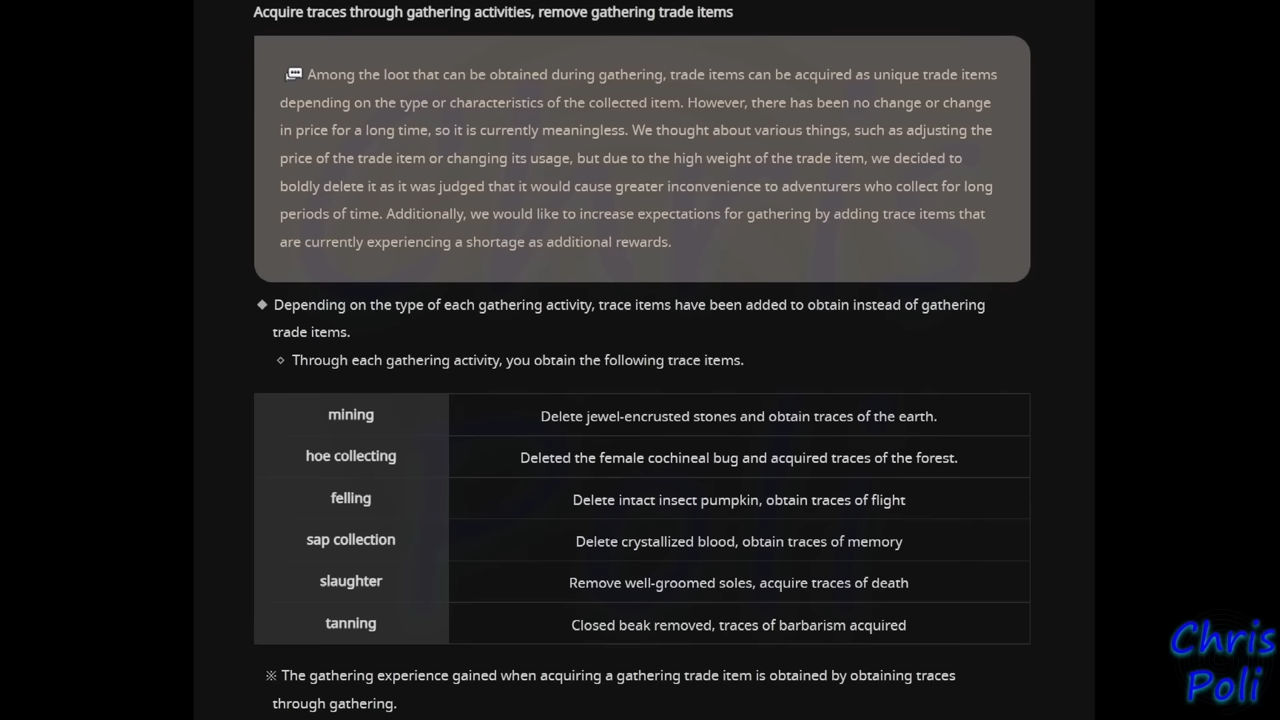 Acquire traces through gathering activities, remove gathering trade items
Among the loot that can be obtained during gathering, trade items can be acquired as unique trade items
depending on the type or characteristics of the collected item. However, there has been no change or change
in price for a long time, so it is currently meaningless. We thought about various things, such as adjusting the
price of the trade item or changing its usage, but due to the high weight of the trade item, we decided to
boldly delete it as it was judged that it would cause greater inconvenience to adventurers who collect for long
periods of time. Additionally, we would like to increase expectations for gathering by adding trace items that
are currently experiencing a shortage as additional rewards.
◆ Depending on the type of each gathering activity, trace items have been added to obtain instead of gathering
trade items.
◇ Through each gathering activity, you obtain the following trace items.
mining Delete jewel-encrusted stones and obtain traces of the earth.
hoe collecting Deleted the female cochineal bug and acquired traces of the forest.
felling Delete intact insect pumpkin, obtain traces of flight
sap collection Delete crystallized blood, obtain traces of memory
slaughter Remove well-groomed soles, acquire traces of death
tanning Closed beak removed, traces of barbarism acquired
※ The gathering experience gained when acquiring a gathering trade item is obtained by obtaining traces
through gathering.
Chris
Poli